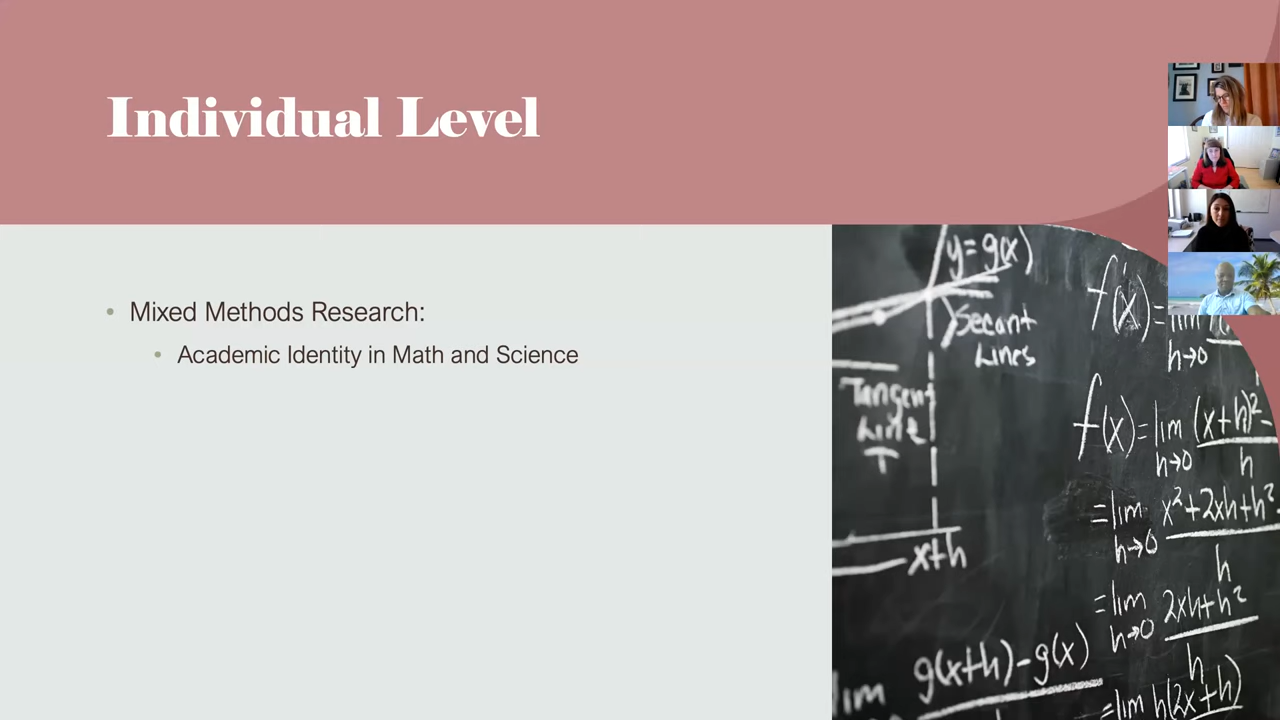 Individual Level
• Mixed Methods Research:
• Academic Identity in Math and Science
y=g(x)
Secant
Lines
Tangent
Line
T
x+h
g(x+h)-g(x)
lim
f'(x)=
lim
h→0
f(x)=lim (x+h)²-
h→0 h
=lim x²+2xh+h²-
h→0 h
=lim 2xh+h²
h→0 h
=lim h(2x+h)